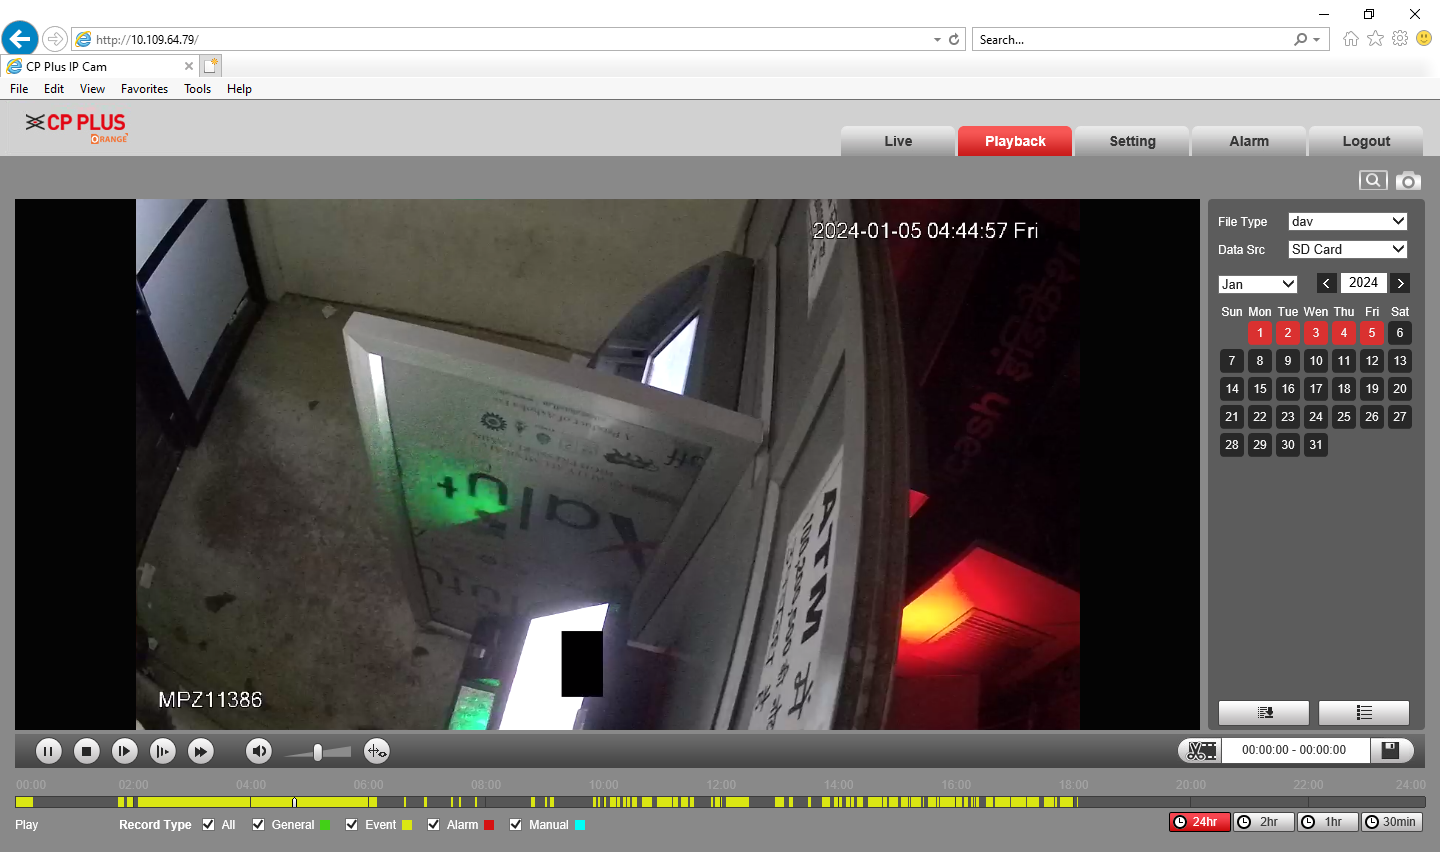 http://10.109.64.79/
Search...
CP Plus IP Cam
File Edit View Favorites Tools Help
CP PLUS
ORANGE
Live Playback Setting Alarm Logout
2024-01-05 04:44:57 Fri
File Type dav
Data Src SD Card
Jan 2024
Sun Mon Tue Wen Thu Fri Sat
1 2 3 4 5 6
7 8 9 10 11 12 13
14 15 16 17 18 19 20
21 22 23 24 25 26 27
28 29 30 31
ATM
MPZ11386
00:00:00 - 00:00:00
00:00 02:00 04:00 06:00 08:00 10:00 12:00 14:00 16:00 18:00 20:00 22:00 24:00
Play Record Type All General Event Alarm Manual 24hr 2hr 1hr 30min